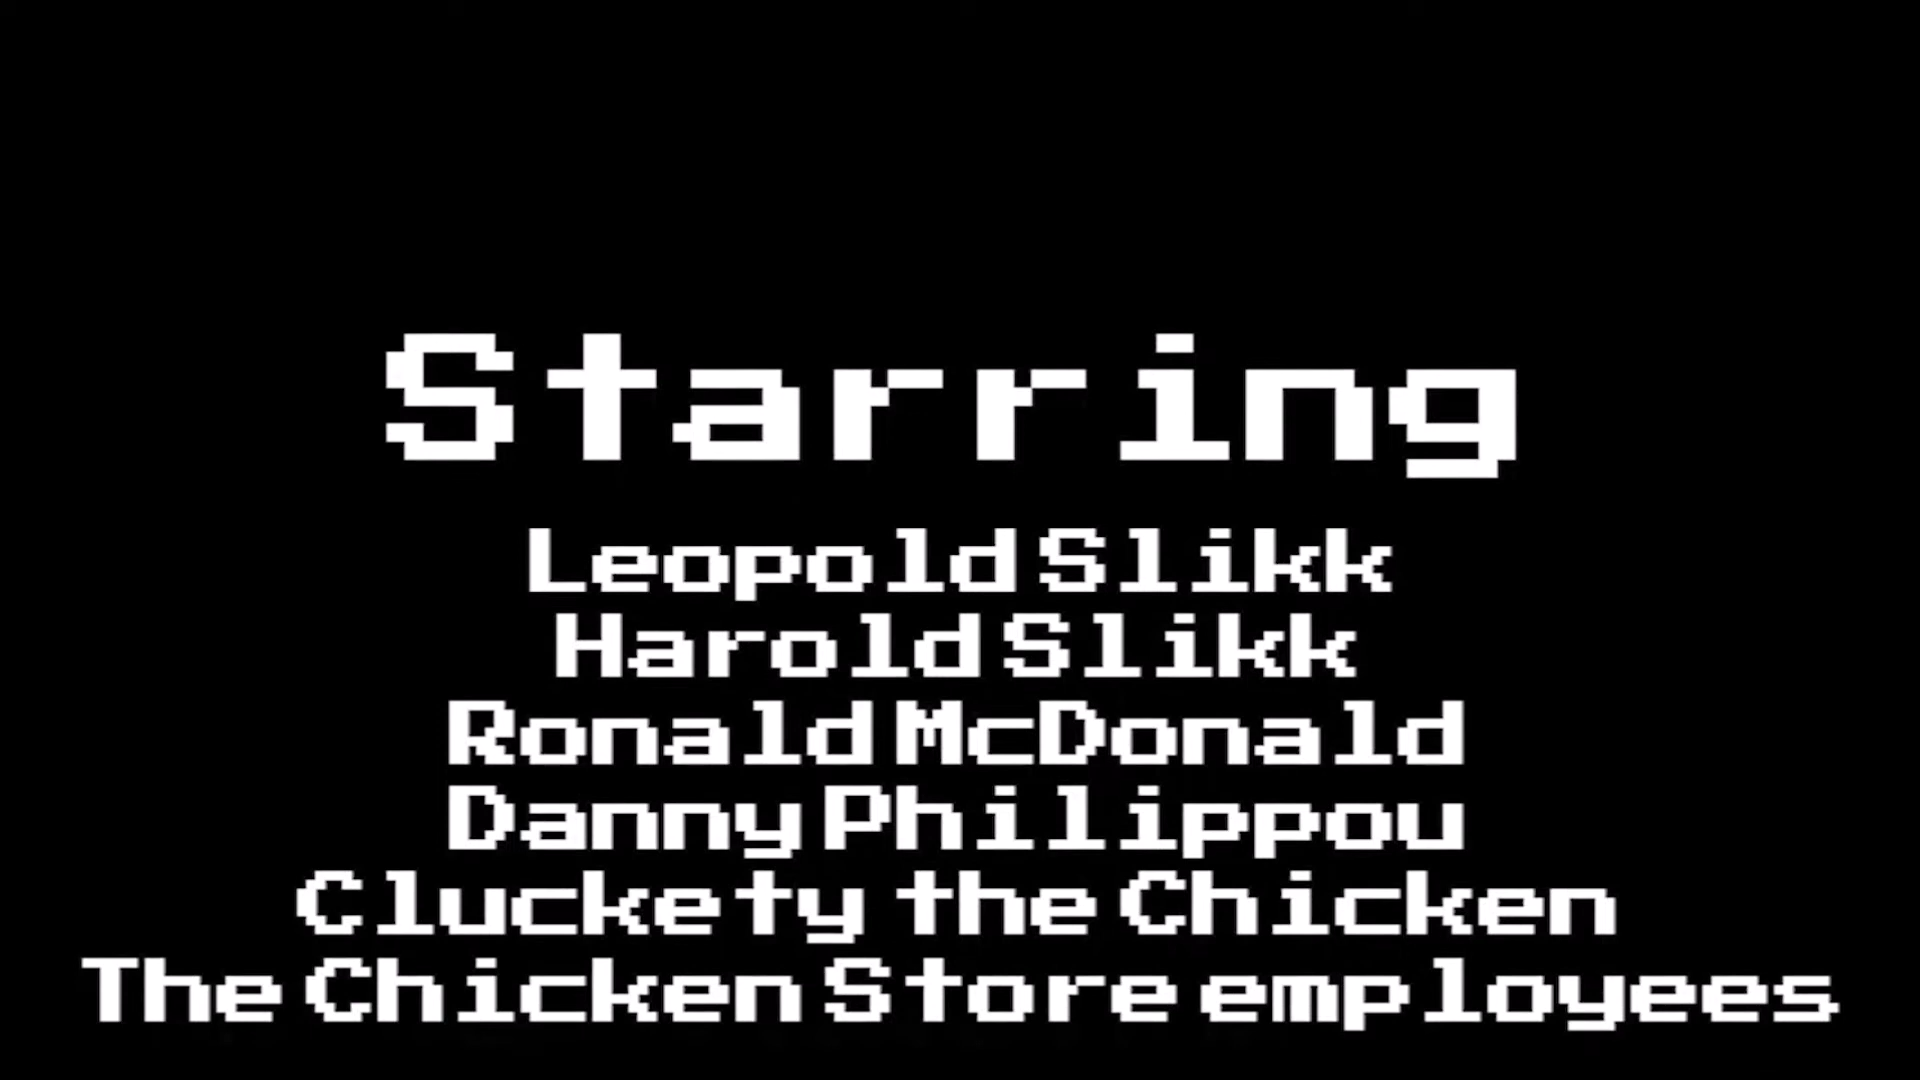 Starring
Leopold Slikk
Harold Slikk
Ronald McDonald
Danny Philippou
Cluckety the Chicken
The Chicken Store employees